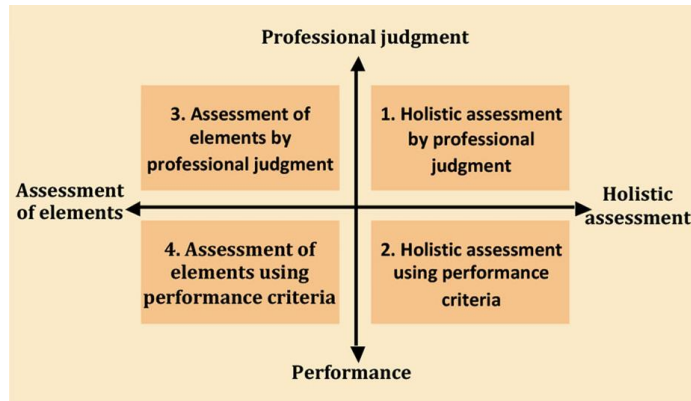 Professional judgment
3. Assessment of
elements by
professional judgment
1. Holistic assessment
by professional
judgment
Assessment
of elements
Holistic
assessment
4. Assessment of
elements using
performance criteria
2. Holistic assessment
using performance
criteria
Performance